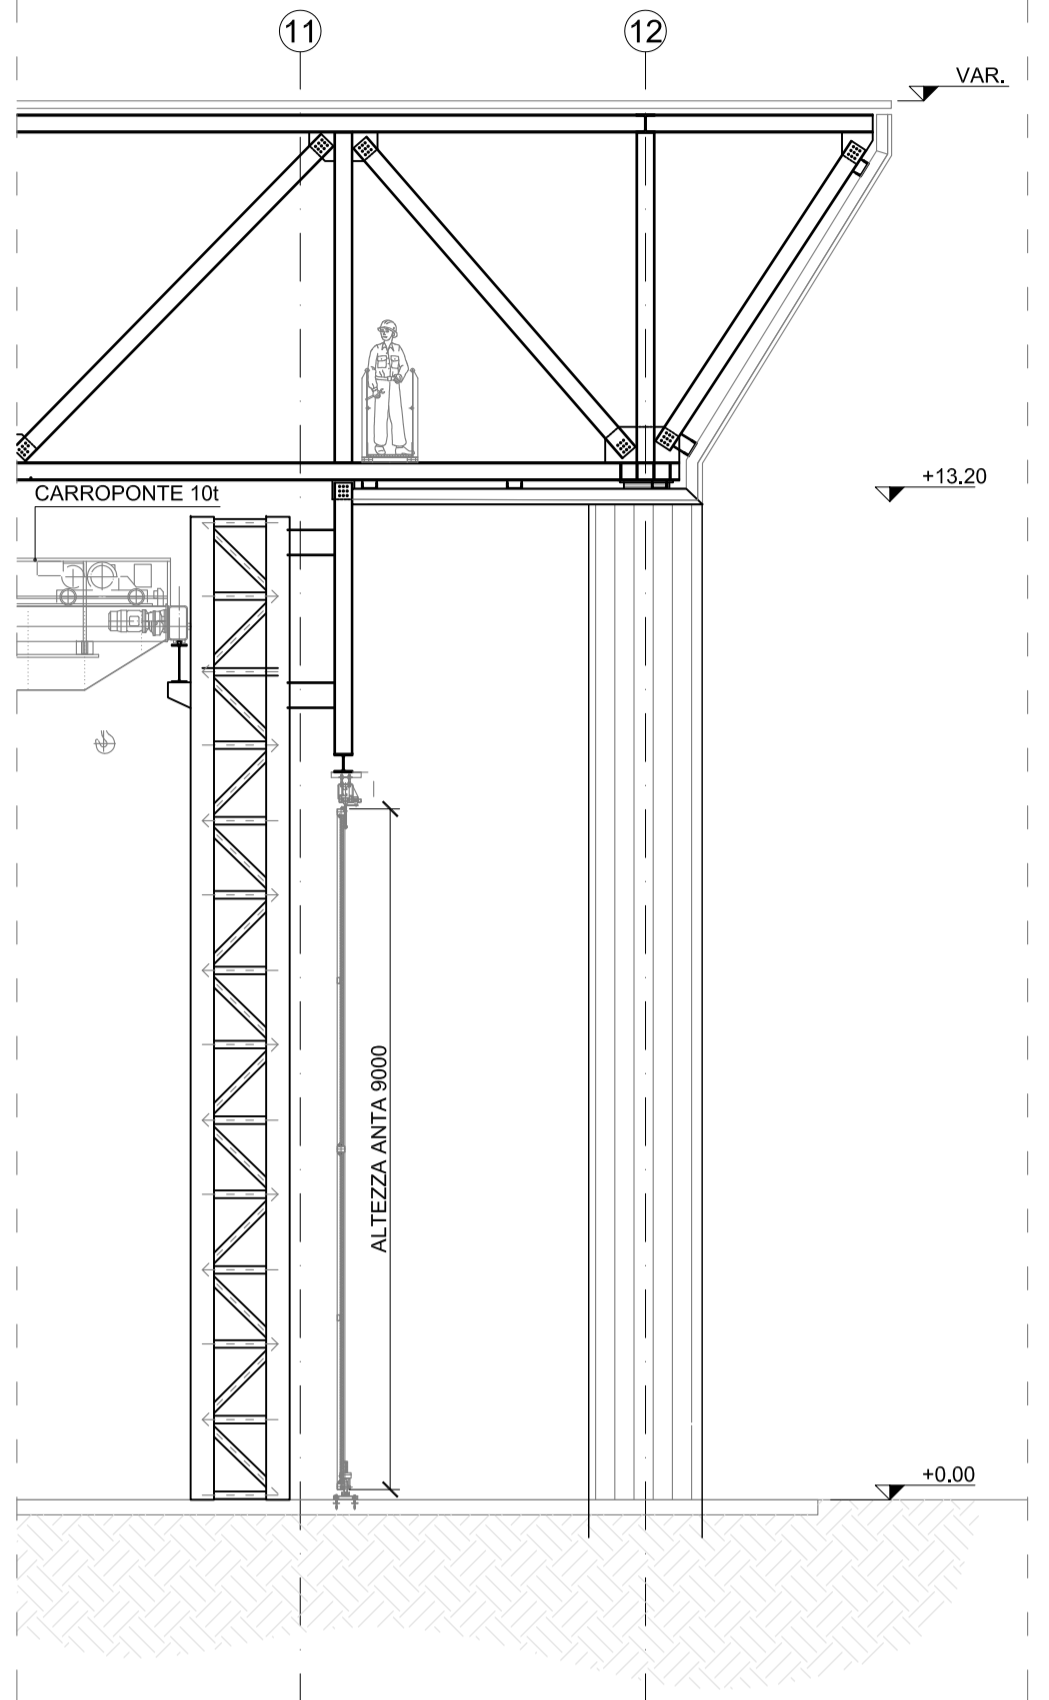 11
12
VAR.
+13.20
CARROPONTE 10t
ALTEZZA ANTA 9000
+0.00